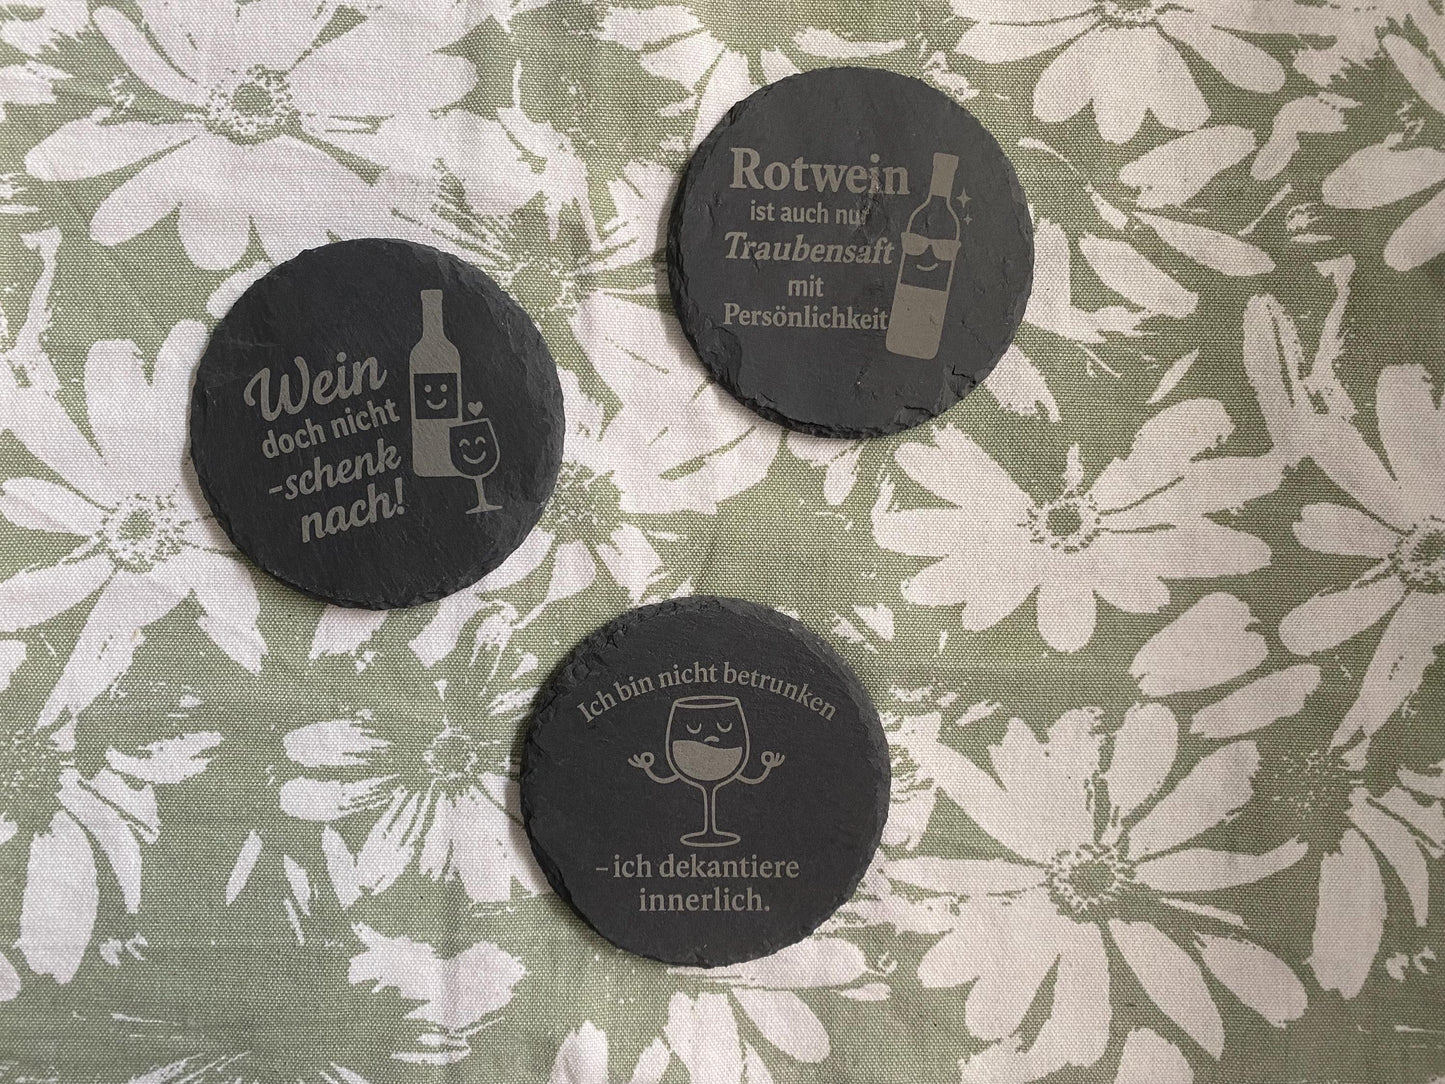 Rotwein
ist auch nur
Traubensaft
mit
Persönlichkeit
Wein
doch nicht
-schenk
nach!
Ich bin nicht betrunken
– ich dekantiere
innerlich.